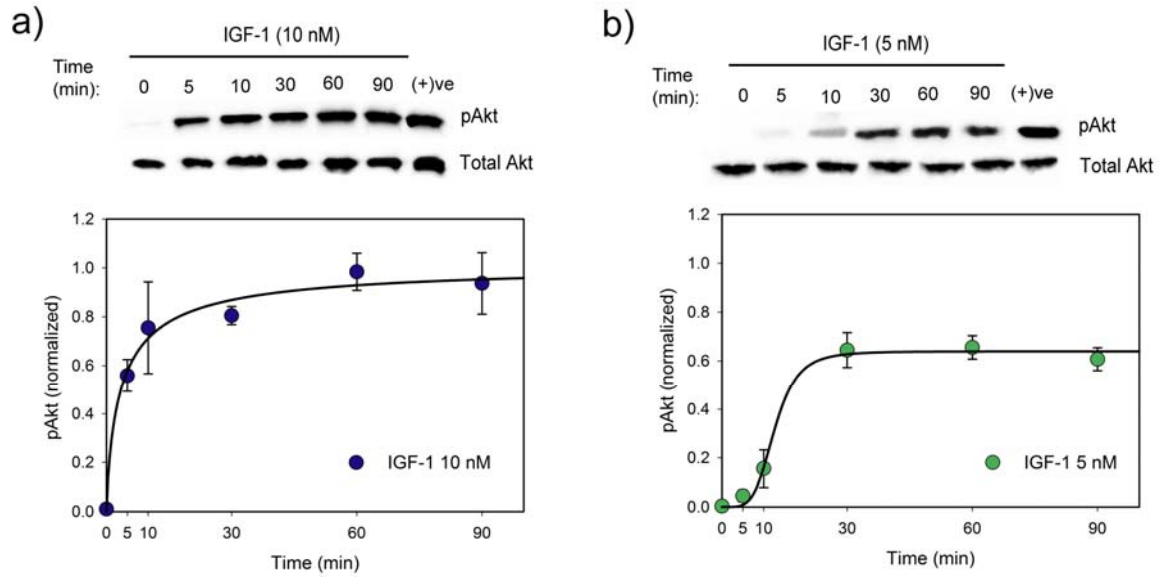 a)
IGF-1 (10 nM)
Time
(min):
0 5 10 30 60 90 (+)ve
pAkt
Total Akt
1.2
1.0
0.8
0.6
0.4
0.2
0.0
pAkt (normalized)
IGF-1 10 nM
0 5 10 30 60 90
Time (min)
b)
IGF-1 (5 nM)
Time
(min):
0 5 10 30 60 90 (+)ve
pAkt
Total Akt
1.2
1.0
0.8
0.6
0.4
0.2
0.0
pAkt (normalized)
IGF-1 5 nM
0 5 10 30 60 90
Time (min)